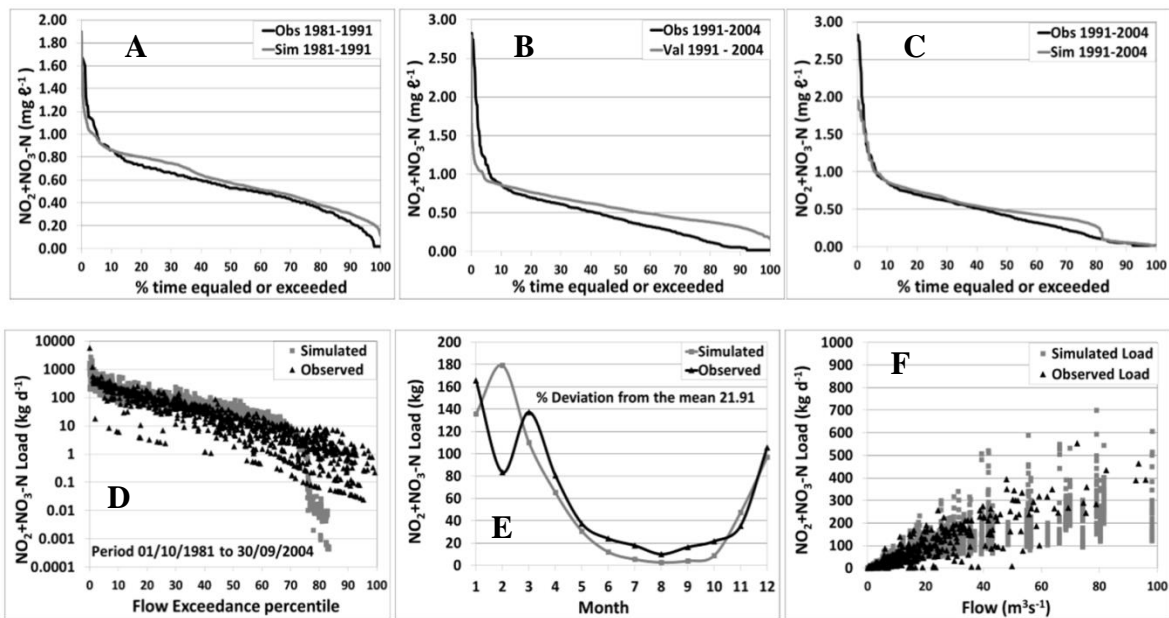 A
Obs 1981-1991
Sim 1981-1991
NO₂+NO₃-N (mg ℓ⁻¹)
2.00
1.80
1.60
1.40
1.20
1.00
0.80
0.60
0.40
0.20
0.00
0 10 20 30 40 50 60 70 80 90 100
% time equaled or exceeded
B
Obs 1991-2004
Val 1991 - 2004
NO₂+NO₃-N (mg ℓ⁻¹)
3.00
2.50
2.00
1.50
1.00
0.50
0.00
0 10 20 30 40 50 60 70 80 90 100
% time equaled or exceeded
C
Obs 1991-2004
Sim 1991-2004
NO₂+NO₃-N (mg ℓ⁻¹)
3.00
2.50
2.00
1.50
1.00
0.50
0.00
0 10 20 30 40 50 60 70 80 90 100
% time equaled or exceeded
Simulated
Observed
NO₂+NO₃-N Load (kg d⁻¹)
10000
1000
100
10
1
0.1
0.01
0.001
0.0001
D
Period 01/10/1981 to 30/09/2004
0 10 20 30 40 50 60 70 80 90 100
Flow Exceedance percentile
Simulated
Observed
% Deviation from the mean 21.91
NO₂+NO₃-N Load (kg)
200
180
160
140
120
100
80
60
40
20
0
E
1 2 3 4 5 6 7 8 9 10 11 12
Month
F
Simulated Load
Observed Load
NO₂+NO₃-N Load (kg d⁻¹)
1000
900
800
700
600
500
400
300
200
100
0
0 20 40 60 80 100
Flow (m³s⁻¹)